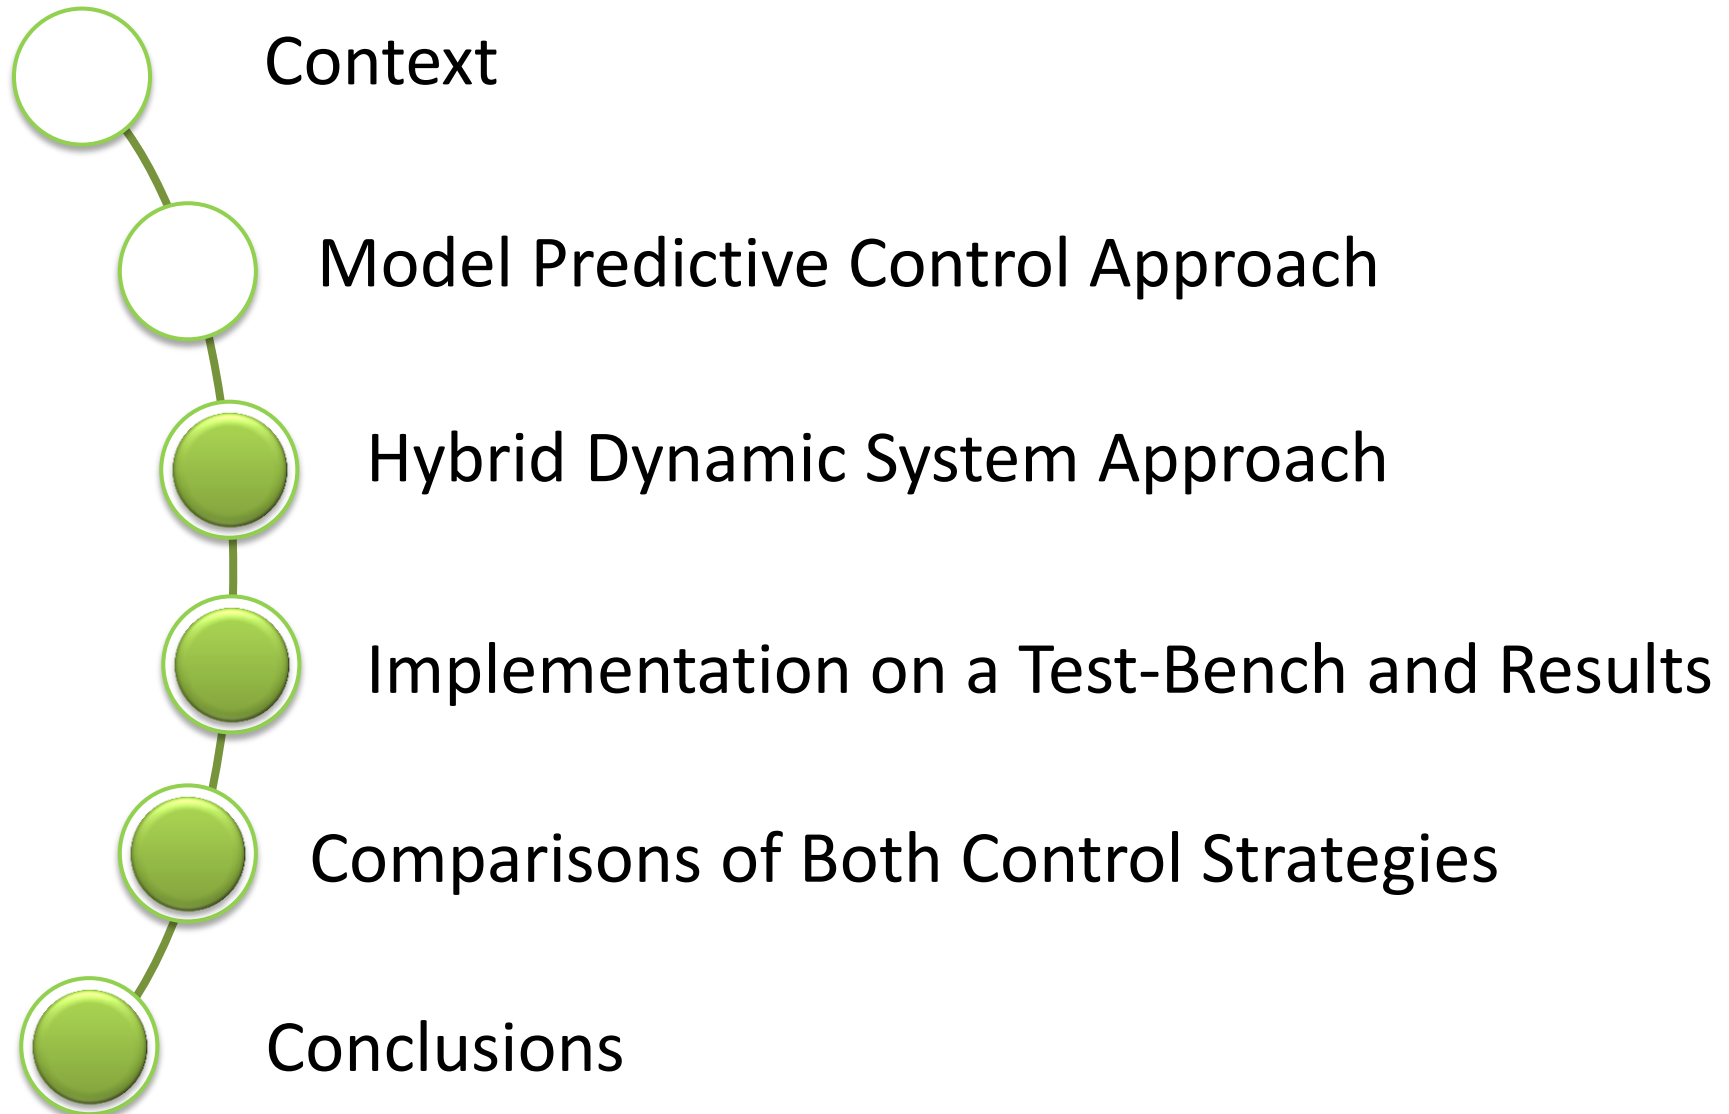 Context
Model Predictive Control Approach
Hybrid Dynamic System Approach
Implementation on a Test-Bench and Results
Comparisons of Both Control Strategies
Conclusions